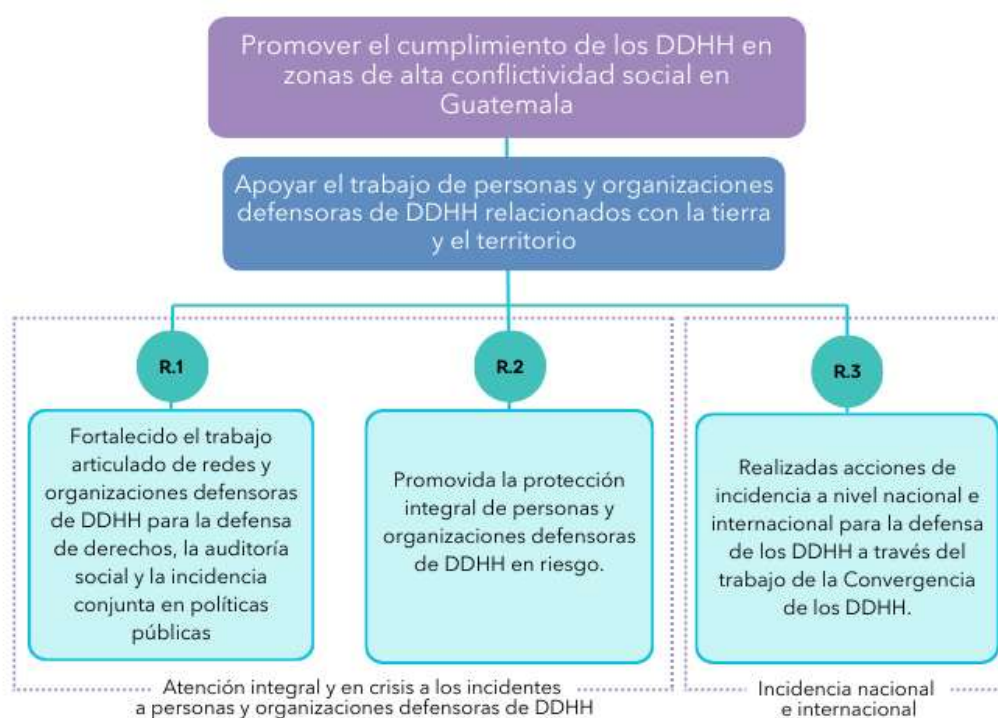 Promover el cumplimiento de los DDHH en
zonas de alta conflictividad social en
Guatemala
Apoyar el trabajo de personas y organizaciones
defensoras de DDHH relacionados con la tierra
y el territorio
R.1
Fortalecido el trabajo
articulado de redes y
organizaciones defensoras
de DDHH para la defensa
de derechos, la auditoría
social y la incidencia
conjunta en políticas
públicas
R.2
Promovida la protección
integral de personas y
organizaciones defensoras
de DDHH en riesgo.
R.3
Realizadas acciones de
incidencia a nivel nacional e
internacional para la defensa
de los DDHH a través del
trabajo de la Convergencia
de los DDHH.
Atención integral y en crisis a los incidentes
a personas y organizaciones defensoras de DDHH
Incidencia nacional
e internacional